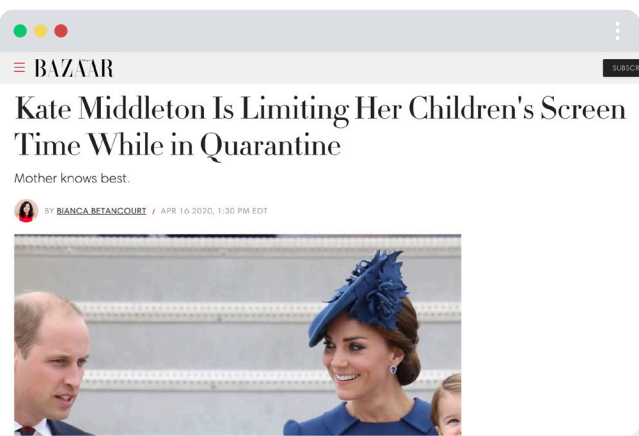 BAZAAR
SUBSCR
Kate Middleton Is Limiting Her Children's Screen
Time While in Quarantine
Mother knows best.
BY BIANCA BETANCOURT / APR 16 2020, 1:30 PM EDT